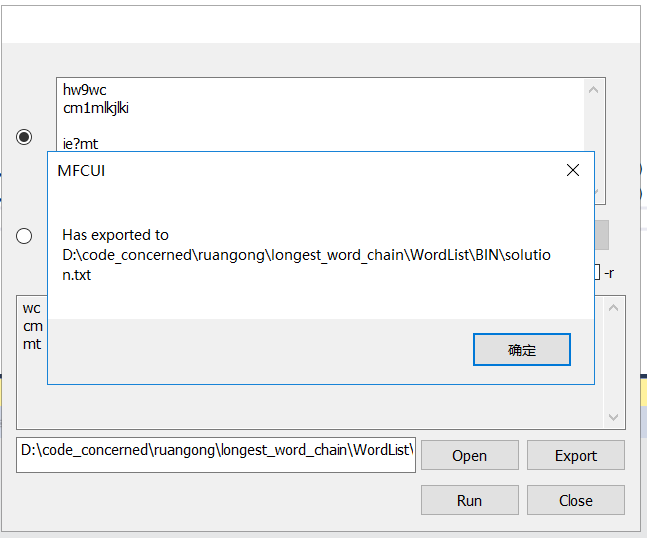 hw9wc
cm1mlkjlki
ie?mt
MFCUI
Has exported to
D:\code_concerned\ruangong\longest_word_chain\WordList\BIN\solutio
n.txt
确定
-r
wc
cm
mt
D:\code_concerned\ruangong\longest_word_chain\WordList\
Open
Export
Run
Close